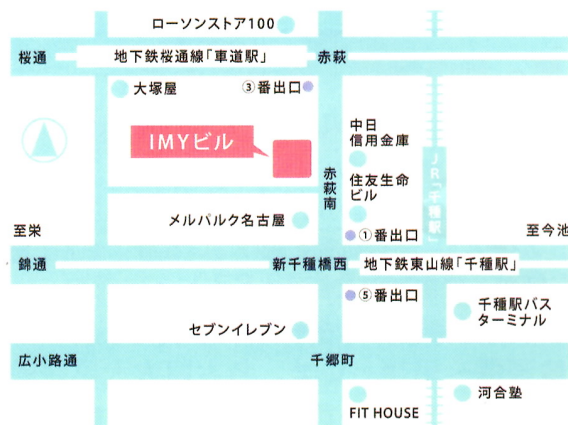 ローソンストア100
桜通
地下鉄桜通線「車道駅」
赤萩
大塚屋
③番出口
IMYビル
中日
信用金庫
JR「千種駅」
赤萩南
住友生命
ビル
メルパルク名古屋
①番出口
至栄
至今池
錦通
新千種橋西
地下鉄東山線「千種駅」
⑤番出口
千種駅バス
ターミナル
セブンイレブン
広小路通
千郷町
FIT HOUSE
河合塾